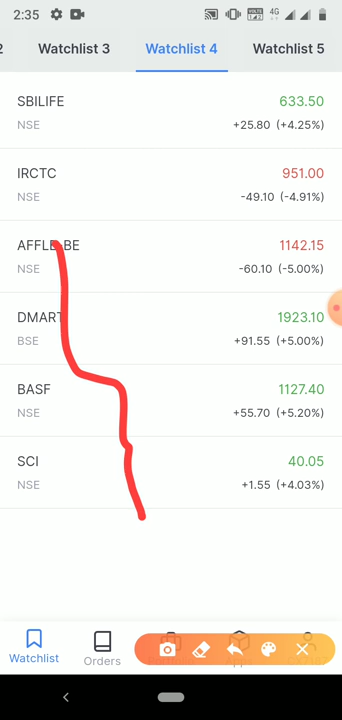 2:35
4G
2 Watchlist 3 Watchlist 4 Watchlist 5
SBILIFE 633.50
NSE +25.80 (+4.25%)
IRCTC 951.00
NSE -49.10 (-4.91%)
AFFLE-BE 1142.15
NSE -60.10 (-5.00%)
DMART 1923.10
BSE +91.55 (+5.00%)
BASF 1127.40
NSE +55.70 (+5.20%)
SCI 40.05
NSE +1.55 (+4.03%)
Watchlist Orders